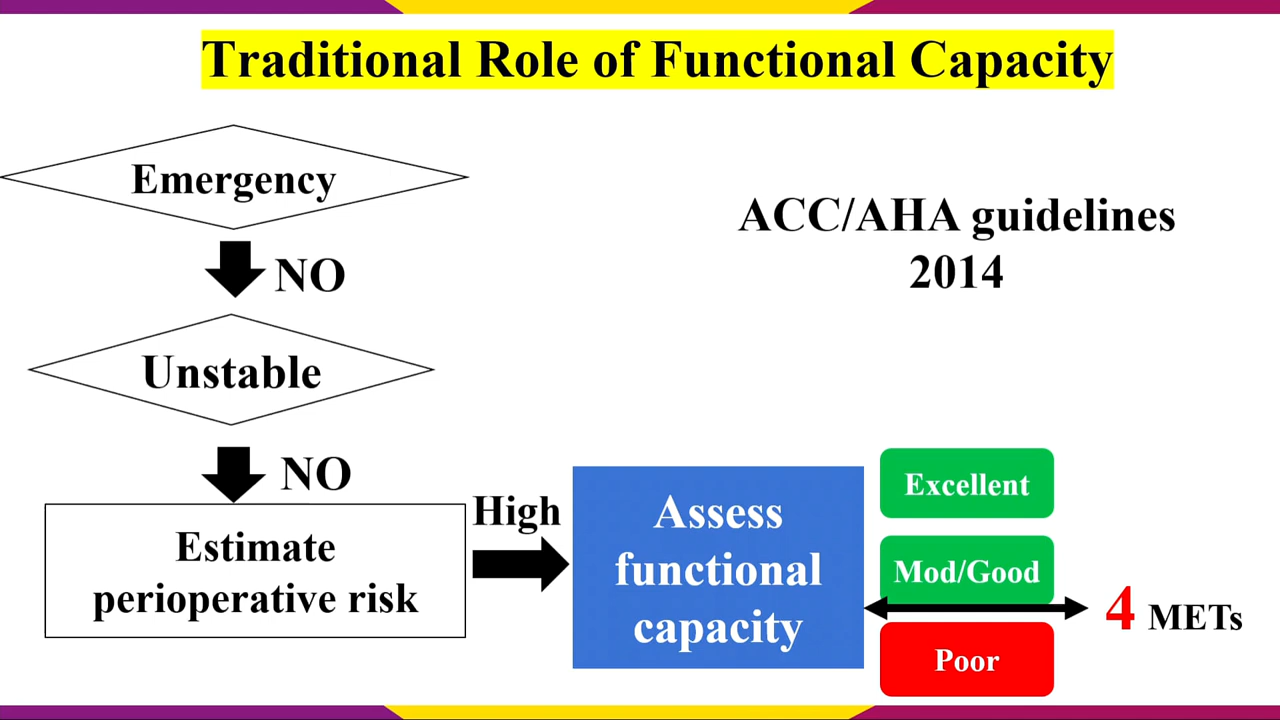 Traditional Role of Functional Capacity
Emergency
ACC/AHA guidelines
2014
NO
Unstable
NO
Estimate
perioperative risk
High
Assess
functional
capacity
Excellent
Mod/Good
4 METs
Poor